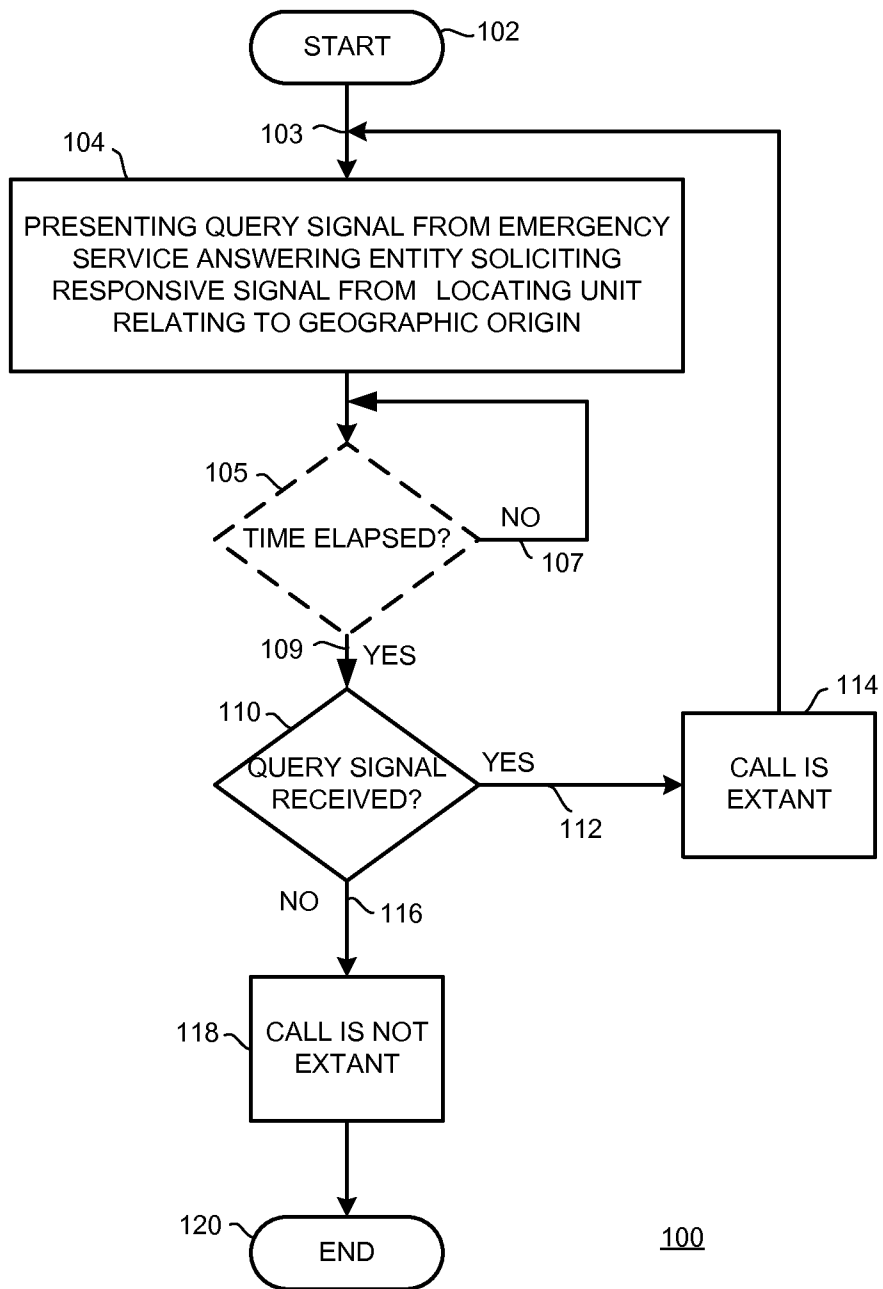 START
102
103
104
PRESENTING QUERY SIGNAL FROM EMERGENCY
SERVICE ANSWERING ENTITY SOLICITING
RESPONSIVE SIGNAL FROM LOCATING UNIT
RELATING TO GEOGRAPHIC ORIGIN
105
TIME ELAPSED?
NO
107
109
YES
110
QUERY SIGNAL
RECEIVED?
YES
112
114
CALL IS
EXTANT
NO
116
118
CALL IS NOT
EXTANT
120
END
100